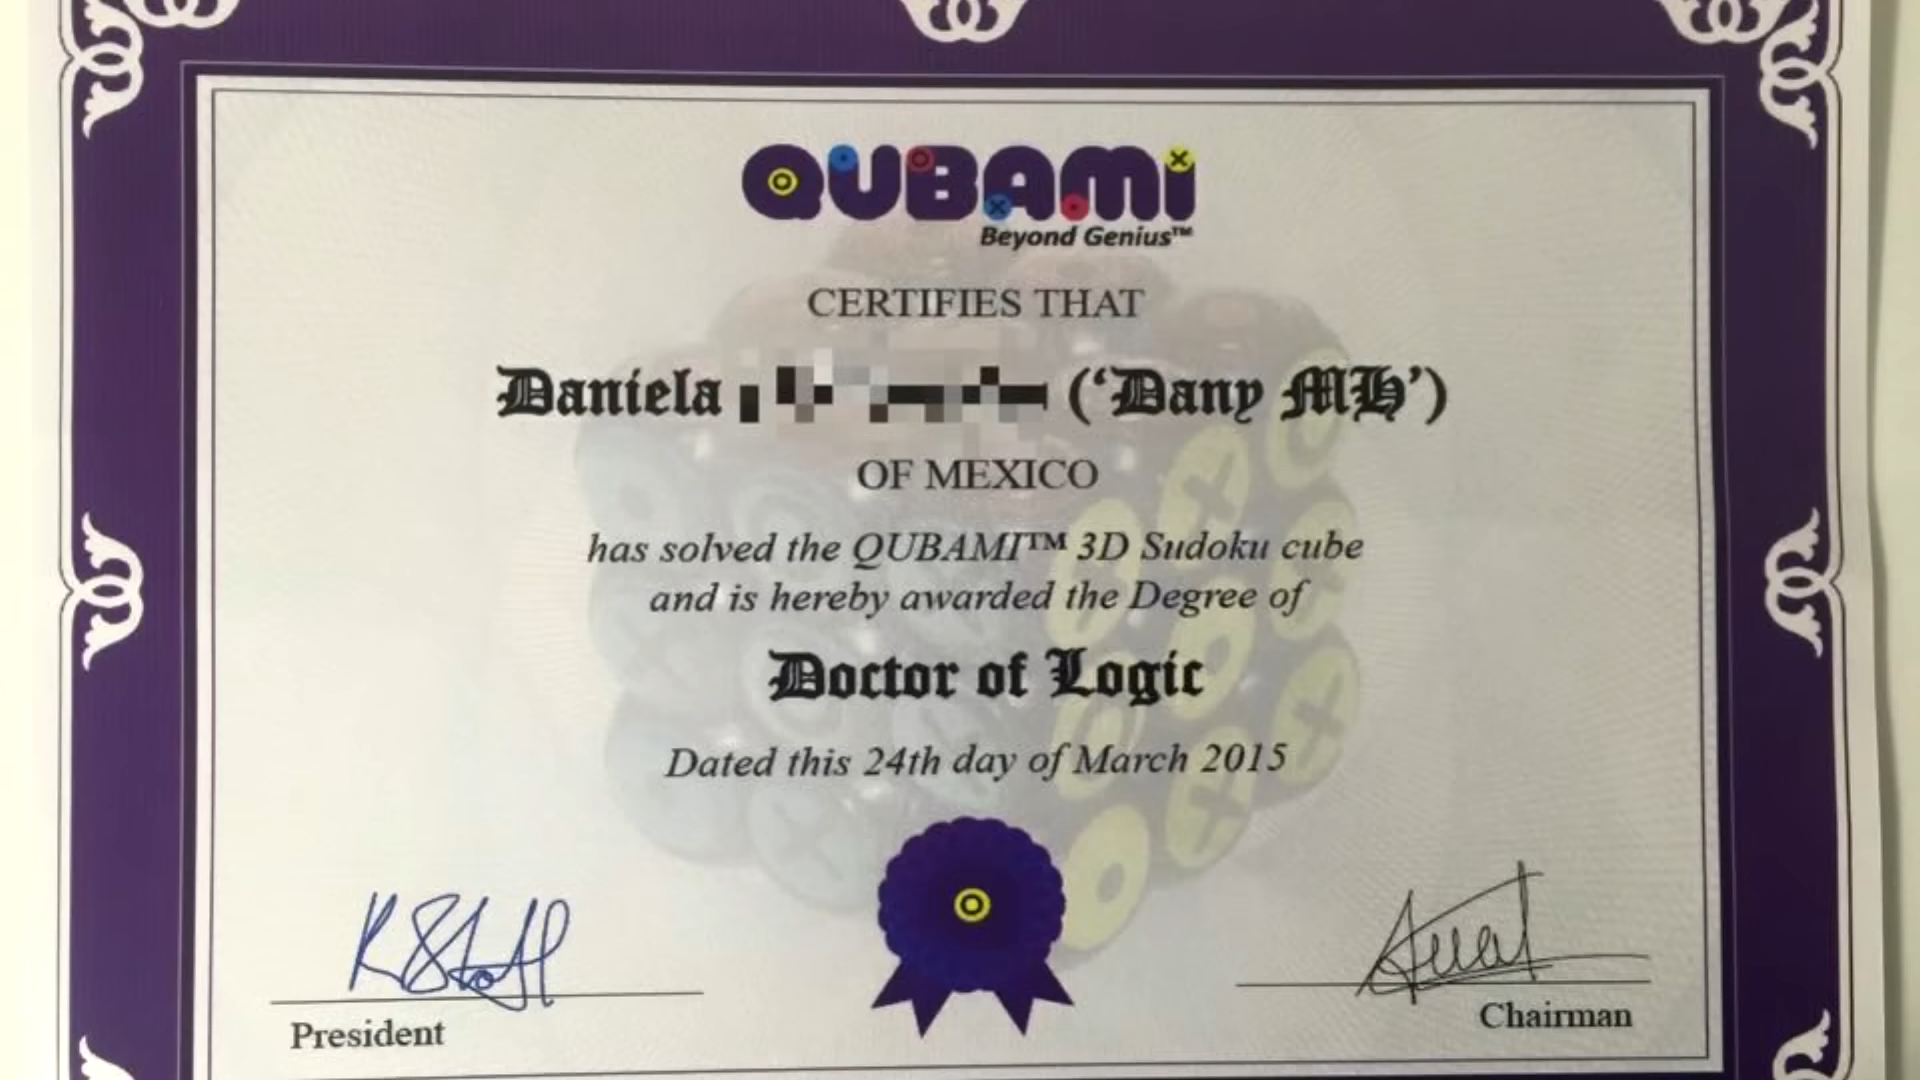 QUBAMi
Beyond Genius™
CERTIFIES THAT
Daniela ('Dany MH')
OF MEXICO
has solved the QUBAMI™ 3D Sudoku cube
and is hereby awarded the Degree of
Doctor of Logic
Dated this 24th day of March 2015
President
Chairman